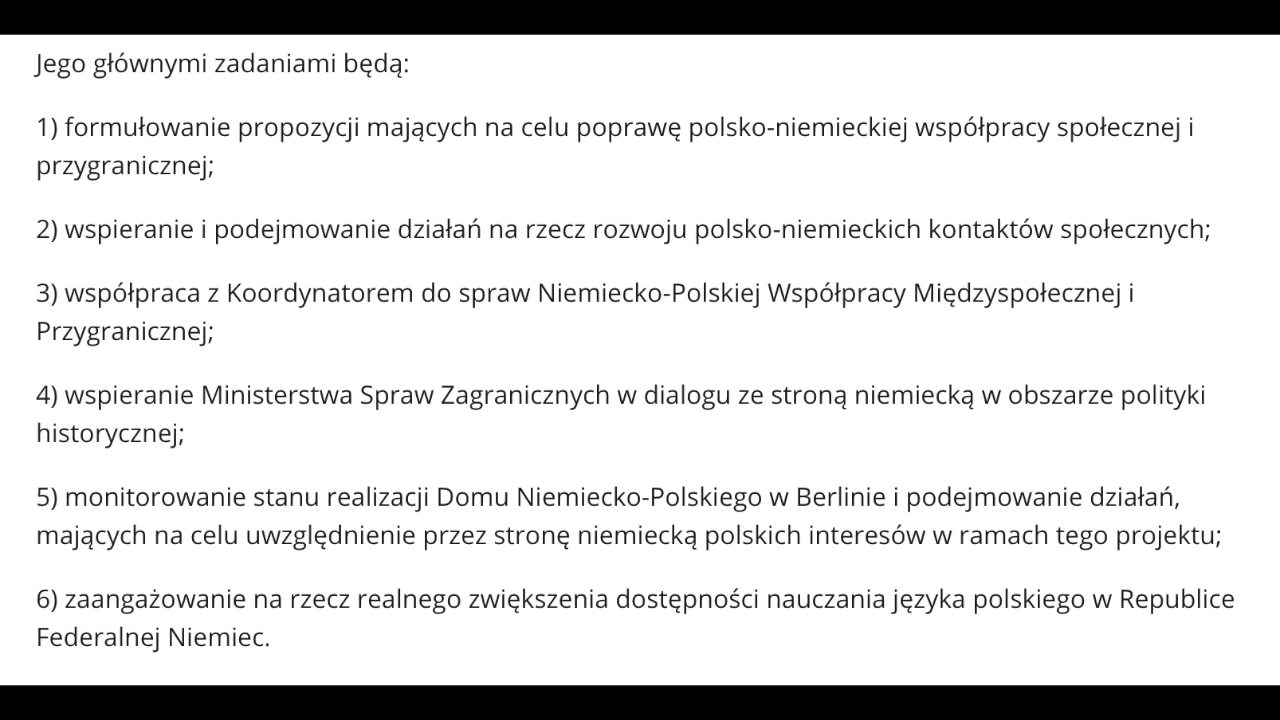 Jego głównymi zadaniami będą:
1) formułowanie propozycji mających na celu poprawę polsko-niemieckiej współpracy społecznej i
przygranicznej;
2) wspieranie i podejmowanie działań na rzecz rozwoju polsko-niemieckich kontaktów społecznych;
3) współpraca z Koordynatorem do spraw Niemiecko-Polskiej Współpracy Międzyspołecznej i
Przygranicznej;
4) wspieranie Ministerstwa Spraw Zagranicznych w dialogu ze stroną niemiecką w obszarze polityki
historycznej;
5) monitorowanie stanu realizacji Domu Niemiecko-Polskiego w Berlinie i podejmowanie działań,
mających na celu uwzględnienie przez stronę niemiecką polskich interesów w ramach tego projektu;
6) zaangażowanie na rzecz realnego zwiększenia dostępności nauczania języka polskiego w Republice
Federalnej Niemiec.